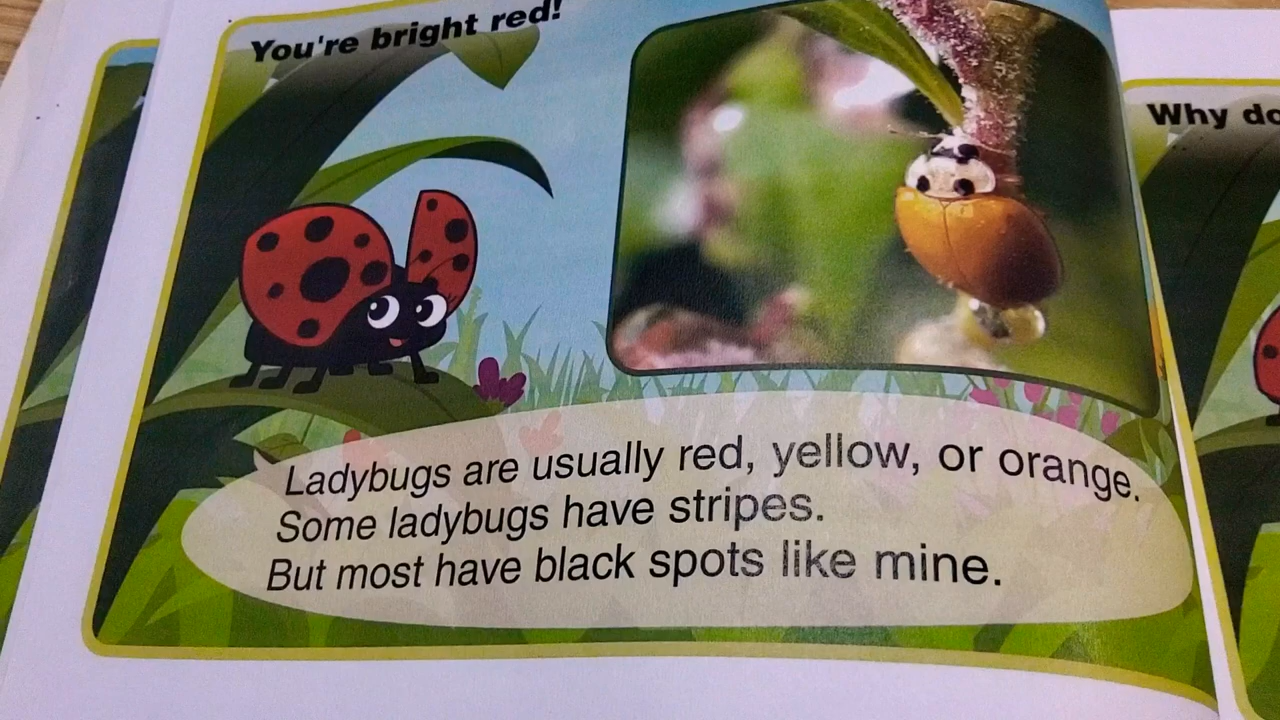 You're bright red!
Ladybugs are usually red, yellow, or orange.
Some ladybugs have stripes.
But most have black spots like mine.
Why do